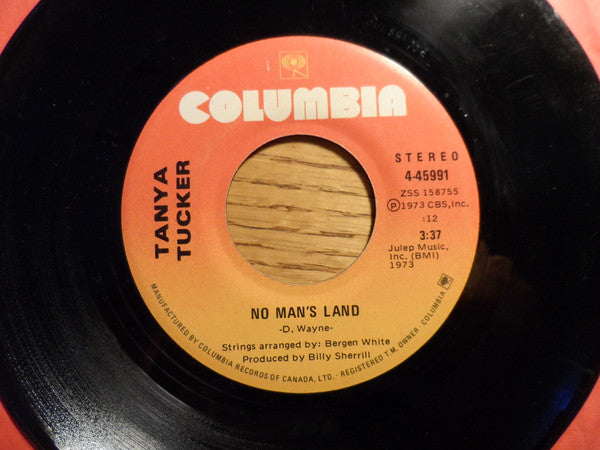 COLUMBIA
TANYA
TUCKER
STEREO
4-45991
ZSS 158755
Ⓟ1973 CBS, Inc.
:12
3:37
Julep Music,
Inc. (BMI)
1973
NO MAN'S LAND
-D. Wayne-
Strings arranged by: Bergen White
Produced by Billy Sherrill
·MANUFACTURED BY COLUMBIA RECORDS OF CANADA, LTD.-REGISTERED T.M. OWNER-COLUMBIA·